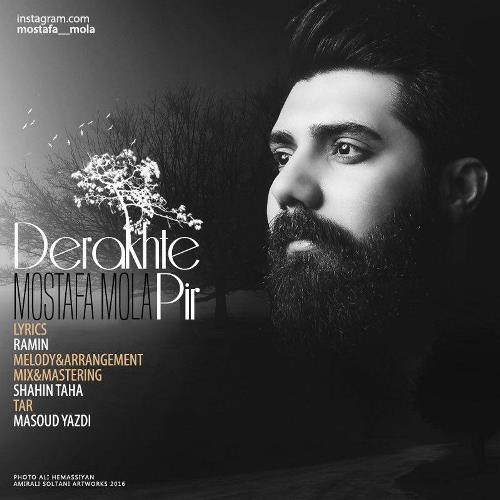 instagram.com
mostafa__mola
Derakhte
MOSTAFA MOLA Pir
LYRICS
RAMIN
MELODY&ARRANGEMENT
MIX&MASTERING
SHAHIN TAHA
TAR
MASOUD YAZDI
PHOTO ALI HEMASSIYAN
AMIRALI SOLTANI ARTWORKS 2016